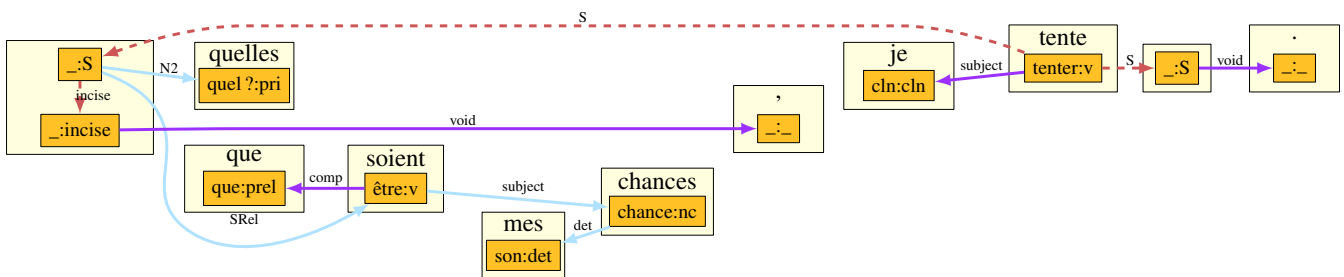 S
tente
quelles
je
.
_:S
N2
quel ?:pri
subject
tenter:v
S
_:S
void
_:_
cln:cln
incise
,
_:incise
void
_:_
que
soient
chances
que:prel
comp
être:v
subject
chance:nc
SRel
mes
det
son:det